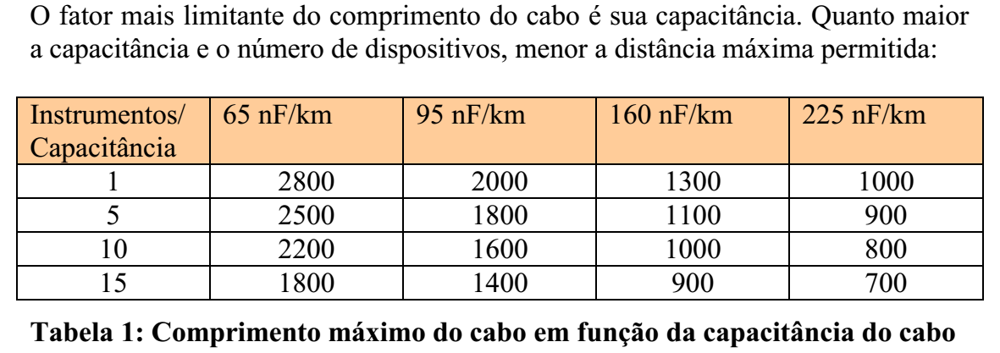 O fator mais limitante do comprimento do cabo é sua capacitância. Quanto maior
a capacitância e o número de dispositivos, menor a distância máxima permitida:
Instrumentos/ 65 nF/km 95 nF/km 160 nF/km 225 nF/km
Capacitância
1 2800 2000 1300 1000
5 2500 1800 1100 900
10 2200 1600 1000 800
15 1800 1400 900 700
Tabela 1: Comprimento máximo do cabo em função da capacitância do cabo